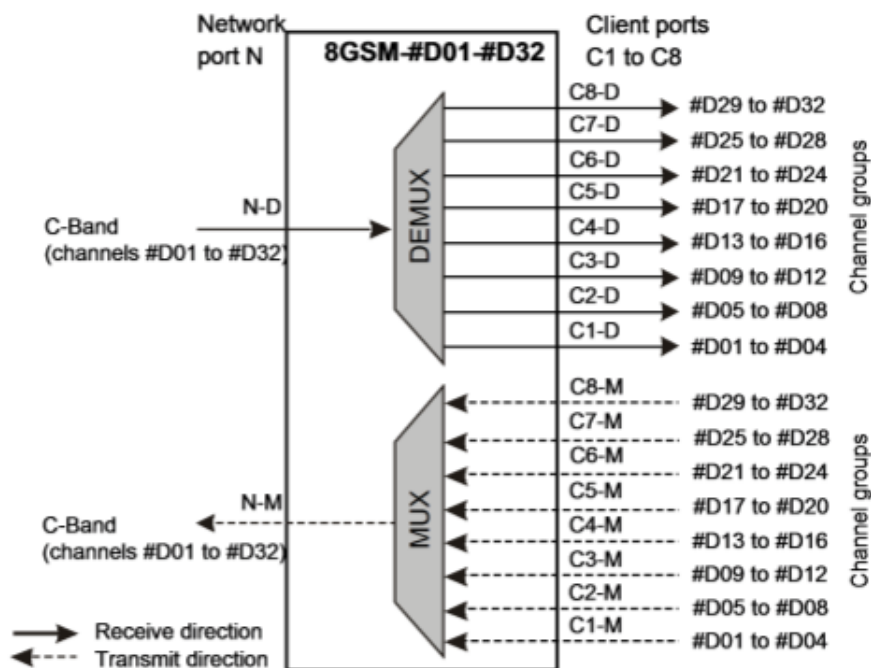 Network
port N
8GSM-#D01-#D32
Client ports
C1 to C8
C8-D
#D29 to #D32
C7-D
#D25 to #D28
C6-D
#D21 to #D24
C5-D
#D17 to #D20
C4-D
#D13 to #D16
C3-D
#D09 to #D12
C2-D
#D05 to #D08
C1-D
#D01 to #D04
Channel groups
DEMUX
N-D
C-Band
(channels #D01 to #D32)
C8-M
#D29 to #D32
C7-M
#D25 to #D28
C6-M
#D21 to #D24
C5-M
#D17 to #D20
C4-M
#D13 to #D16
C3-M
#D09 to #D12
C2-M
#D05 to #D08
C1-M
#D01 to #D04
Channel groups
MUX
N-M
C-Band
(channels #D01 to #D32)
Receive direction
Transmit direction